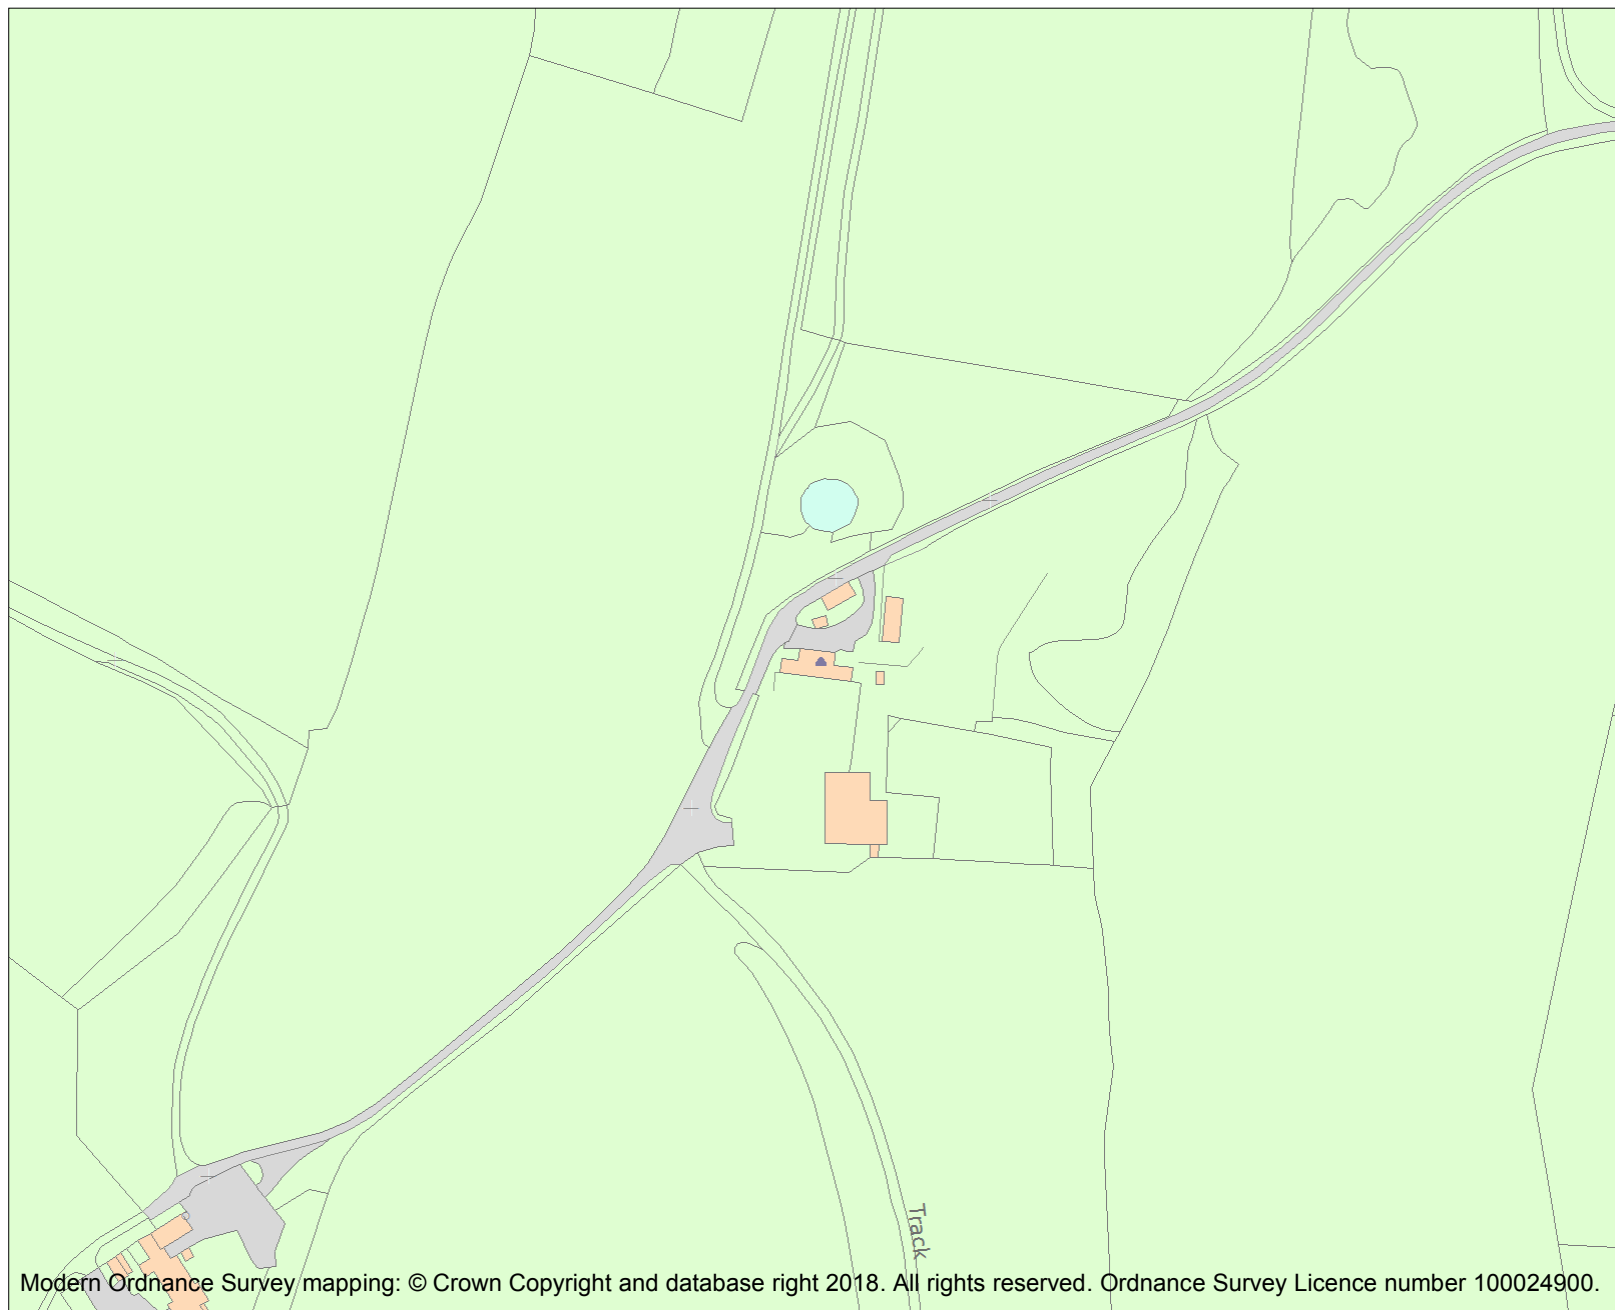 Track
Modern Ordnance Survey mapping: © Crown Copyright and database right 2018. All rights reserved. Ordnance Survey Licence number 100024900.